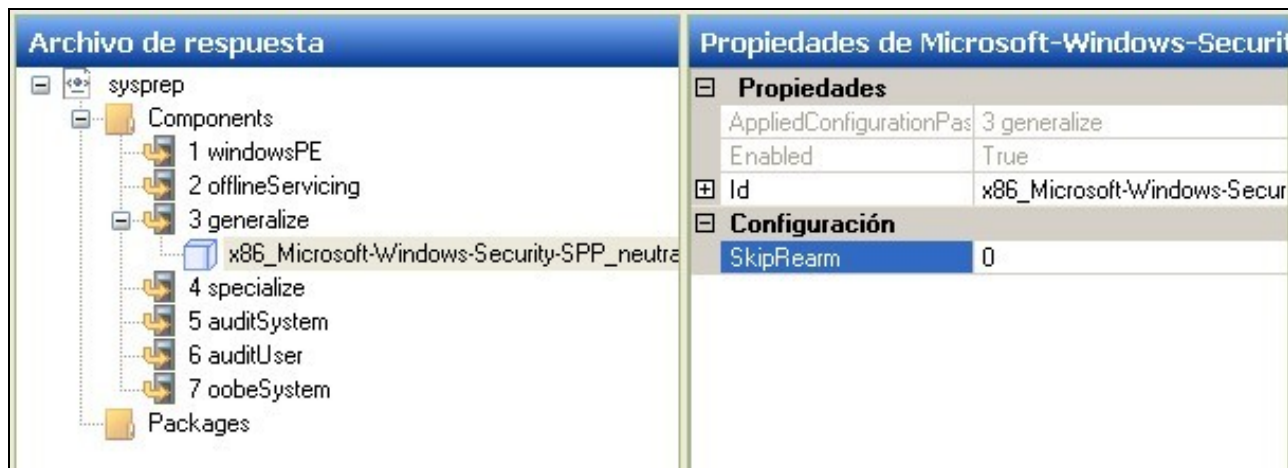 Archivo de respuesta
sysprep
Components
1 windowsPE
2 offlineServicing
3 generalize
x86_Microsoft-Windows-Security-SPP_neutra
4 specialize
5 auditSystem
6 auditUser
7 oobeSystem
Packages
Propiedades de Microsoft-Windows-Securit
Propiedades
AppliedConfigurationPas 3 generalize
Enabled True
Id x86_Microsoft-Windows-Secur
Configuración
SkipRearm 0